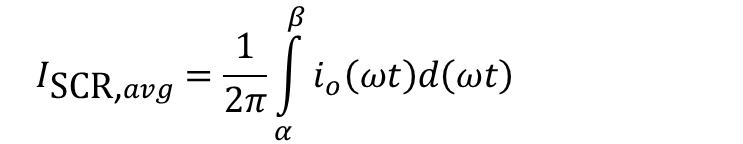 I_{SCR,avg} = \frac{1}{2\pi} \int_{\alpha}^{\beta} i_o(\omega t)d(\omega t)